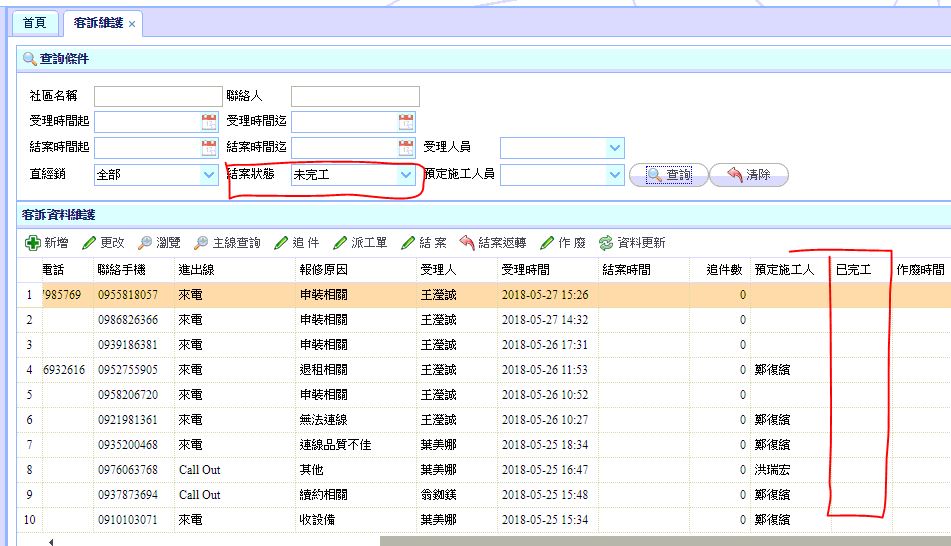 首頁 客訴維護 ×
查詢條件
社區名稱 聯絡人
受理時間起 受理時間迄
結案時間起 結案時間迄 受理人員
直經銷 全部 結案狀態 未完工 預定施工人員 查詢 清除
客訴資料維護
新增 更改 瀏覽 主線查詢 追 件 派工單 結 案 結案返轉 作 廢 資料更新
電話 聯絡手機 進出線 報修原因 受理人 受理時間 結案時間 追件數 預定施工人 已完工 作廢時間
1 7985769 0955818057 來電 申裝相關 王瀅誠 2018-05-27 15:26 0
2 0986826366 來電 申裝相關 王瀅誠 2018-05-27 14:32 0
3 0939186381 來電 申裝相關 王瀅誠 2018-05-26 17:31 0
4 6932616 0952755905 來電 退租相關 王瀅誠 2018-05-26 11:53 0 鄭復繽
5 0958206720 來電 申裝相關 王瀅誠 2018-05-26 10:52 0
6 0921981361 來電 無法連線 王瀅誠 2018-05-26 10:27 0 鄭復繽
7 0935200468 來電 連線品質不佳 葉美娜 2018-05-25 18:34 0 鄭復繽
8 0976063768 Call Out 其他 葉美娜 2018-05-25 16:47 0 洪瑞宏
9 0937873694 Call Out 續約相關 翁鉫鎂 2018-05-25 15:48 0 鄭復繽
10 0910103071 來電 收設備 葉美娜 2018-05-25 15:34 0 鄭復繽